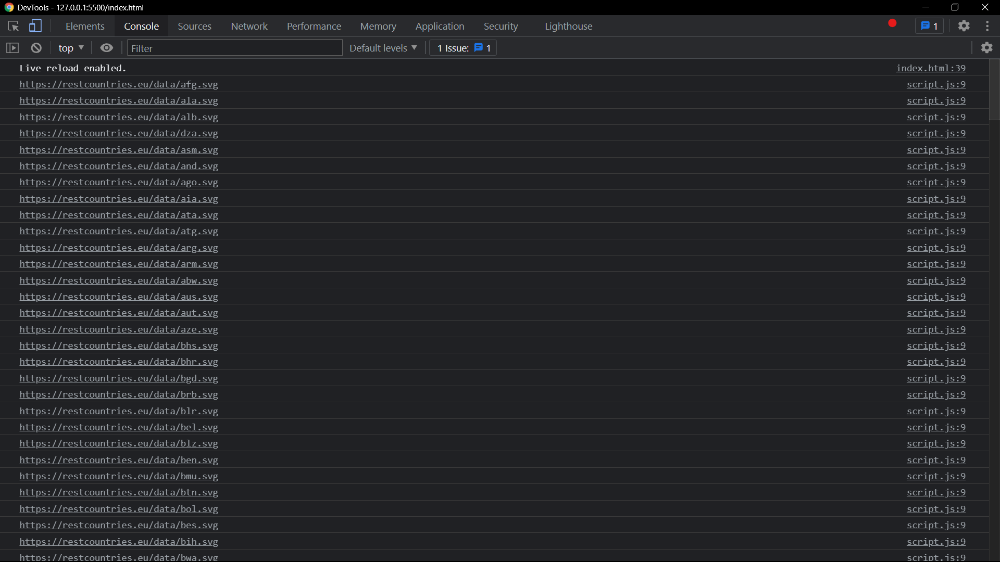 DevTools - 127.0.0.1:5500/index.html
Elements Console Sources Network Performance Memory Application Security Lighthouse 1
top Filter Default levels 1 Issue: 1
Live reload enabled. index.html:39
https://restcountries.eu/data/afg.svg script.js:9
https://restcountries.eu/data/ala.svg script.js:9
https://restcountries.eu/data/alb.svg script.js:9
https://restcountries.eu/data/dza.svg script.js:9
https://restcountries.eu/data/asm.svg script.js:9
https://restcountries.eu/data/and.svg script.js:9
https://restcountries.eu/data/ago.svg script.js:9
https://restcountries.eu/data/aia.svg script.js:9
https://restcountries.eu/data/ata.svg script.js:9
https://restcountries.eu/data/atg.svg script.js:9
https://restcountries.eu/data/arg.svg script.js:9
https://restcountries.eu/data/arm.svg script.js:9
https://restcountries.eu/data/abw.svg script.js:9
https://restcountries.eu/data/aus.svg script.js:9
https://restcountries.eu/data/aut.svg script.js:9
https://restcountries.eu/data/aze.svg script.js:9
https://restcountries.eu/data/bhs.svg script.js:9
https://restcountries.eu/data/bhr.svg script.js:9
https://restcountries.eu/data/bgd.svg script.js:9
https://restcountries.eu/data/brb.svg script.js:9
https://restcountries.eu/data/blr.svg script.js:9
https://restcountries.eu/data/bel.svg script.js:9
https://restcountries.eu/data/blz.svg script.js:9
https://restcountries.eu/data/ben.svg script.js:9
https://restcountries.eu/data/bmu.svg script.js:9
https://restcountries.eu/data/btn.svg script.js:9
https://restcountries.eu/data/bol.svg script.js:9
https://restcountries.eu/data/bes.svg script.js:9
https://restcountries.eu/data/bih.svg script.js:9
https://restcountries.eu/data/bwa.svg script.js:9